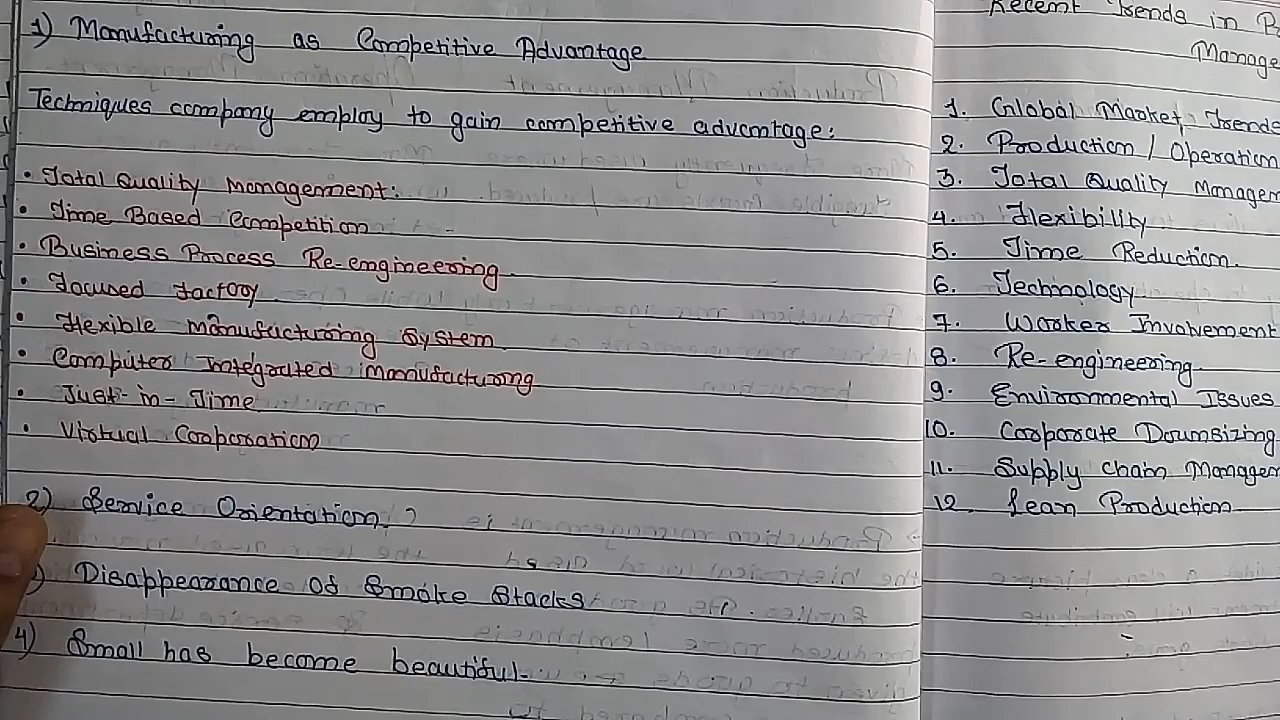 1) Manufacturing as Competitive Advantage
Techniques company employ to gain competitive advantage:
• Total Quality Management:
• Time Based Competition
• Business Process Re-engineering
• Focused factory
• Flexible manufacturing System
• Computer Integrated Manufacturing
• Just-in-Time
• Virtual Corporation
2) Service Orientation
) Disappearance of Smoke Stacks
4) Small has become beautiful
Recent Trends in
Manage
1. Global Market Trends
2. Production / Operation
3. Total Quality Manage
4. Flexibility
5. Time Reduction.
6. Technology
7. Worker Involvement
8. Re-engineering
9. Environmental Issues
10. Corporate Downsizing
11. Supply Chain Manage
12. Lean Production